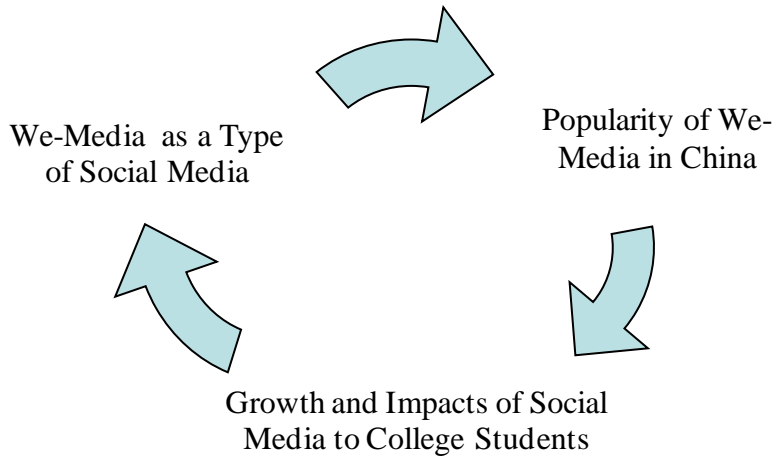 We-Media as a Type
of Social Media
Popularity of We-
Media in China
Growth and Impacts of Social
Media to College Students